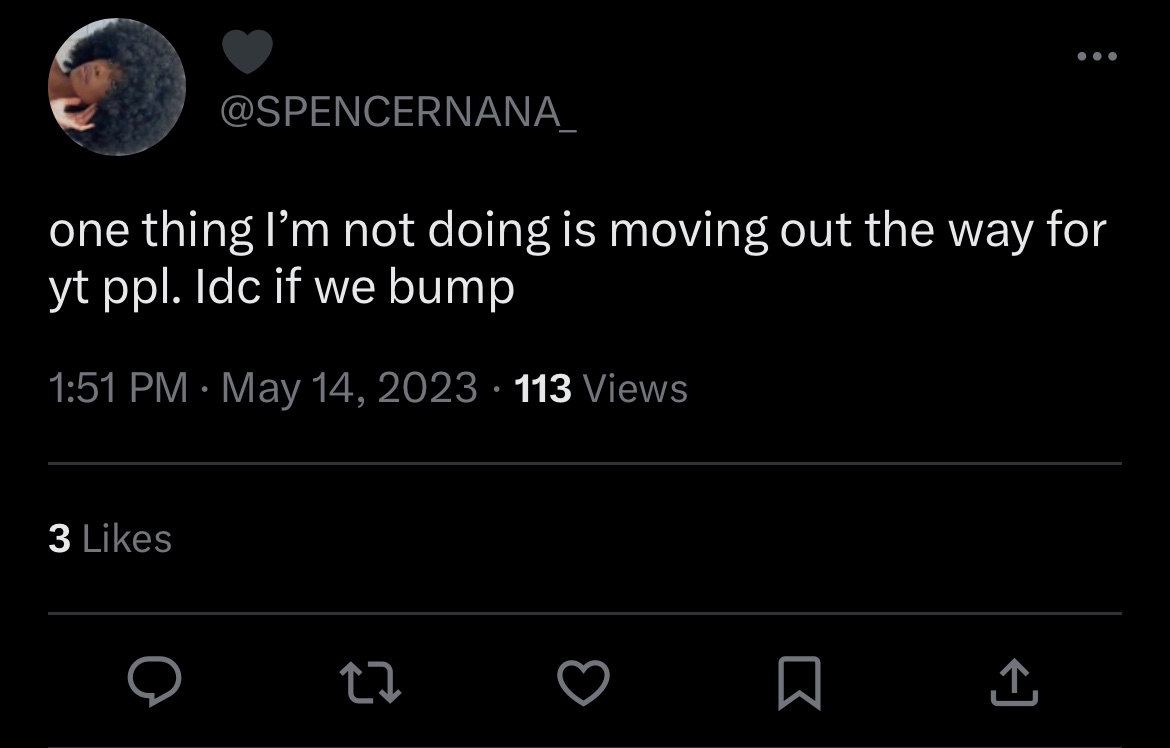 @SPENCERNANA_
one thing I’m not doing is moving out the way for
yt ppl. Idc if we bump
1:51 PM · May 14, 2023 · 113 Views
3 Likes